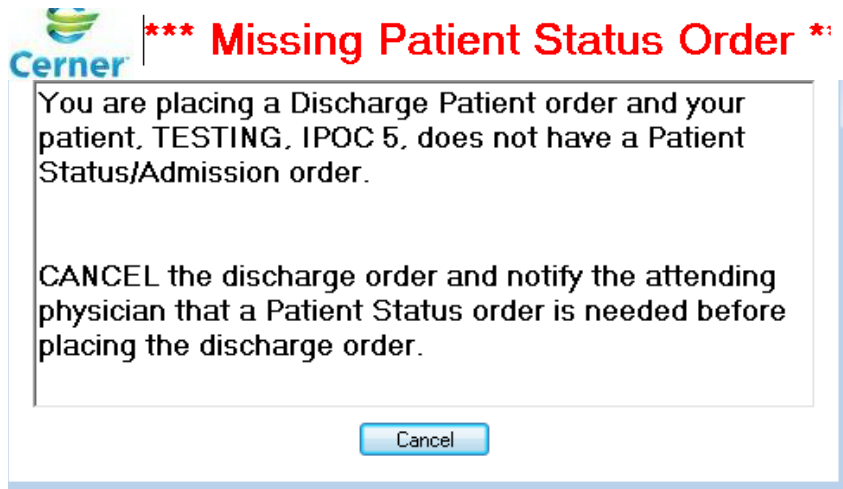 Cerner
*** Missing Patient Status Order **
You are placing a Discharge Patient order and your
patient, TESTING, IPOC 5, does not have a Patient
Status/Admission order.
CANCEL the discharge order and notify the attending
physician that a Patient Status order is needed before
placing the discharge order.
Cancel